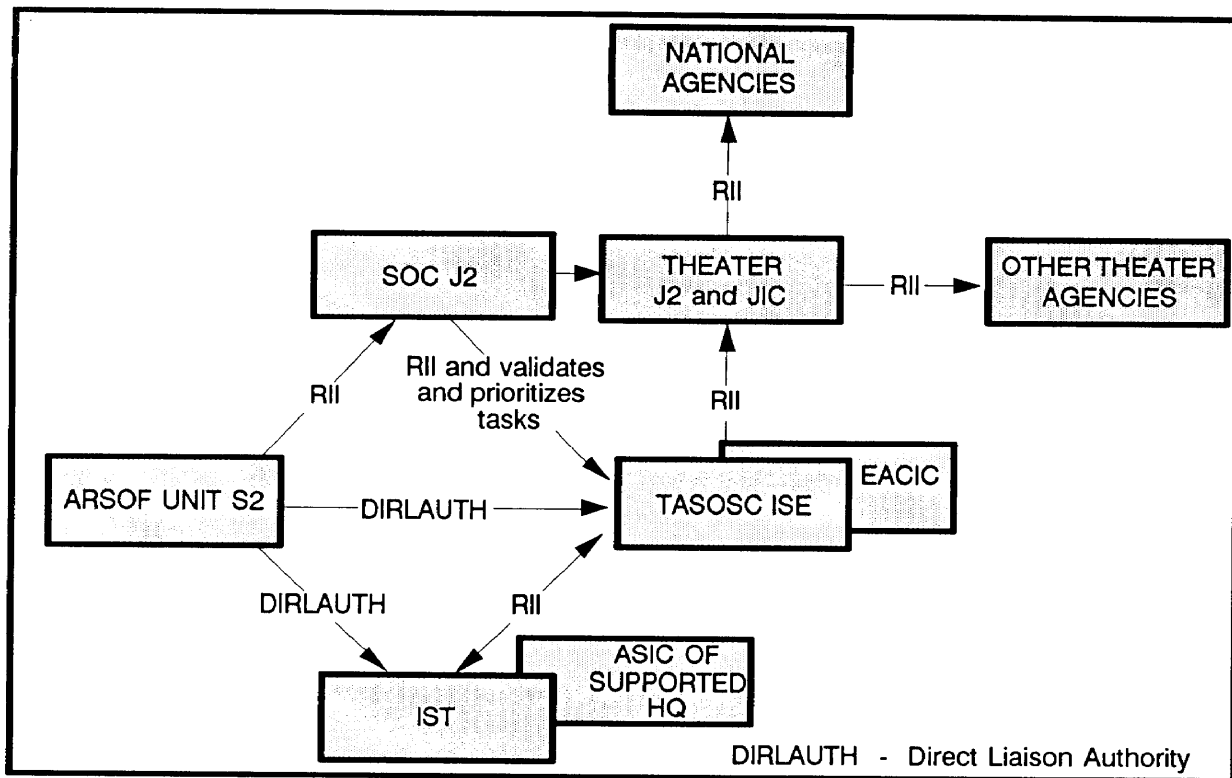 NATIONAL
AGENCIES
RII
SOC J2
THEATER
J2 and JIC
RII
OTHER THEATER
AGENCIES
RII and validates
and prioritizes
tasks
RII
RII
ARSOF UNIT S2
DIRLAUTH
TASOSC ISE
EACIC
DIRLAUTH
RII
IST
ASIC OF
SUPPORTED
HQ
DIRLAUTH - Direct Liaison Authority